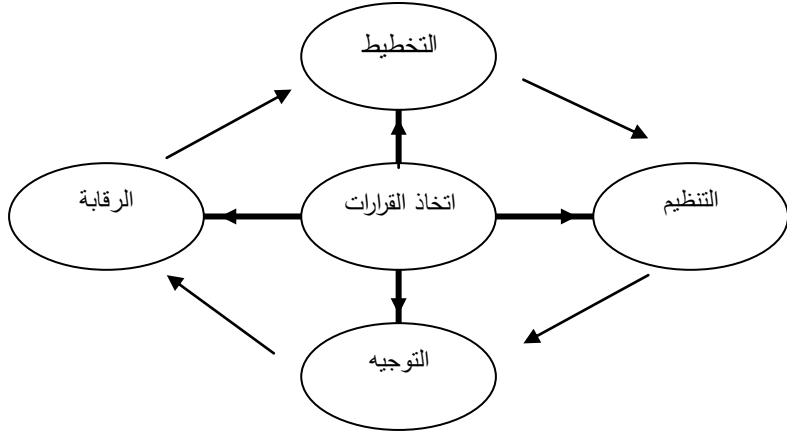 التخطيط
التنظيم
اتخاذ القرارات
الرقابة
التوجيه